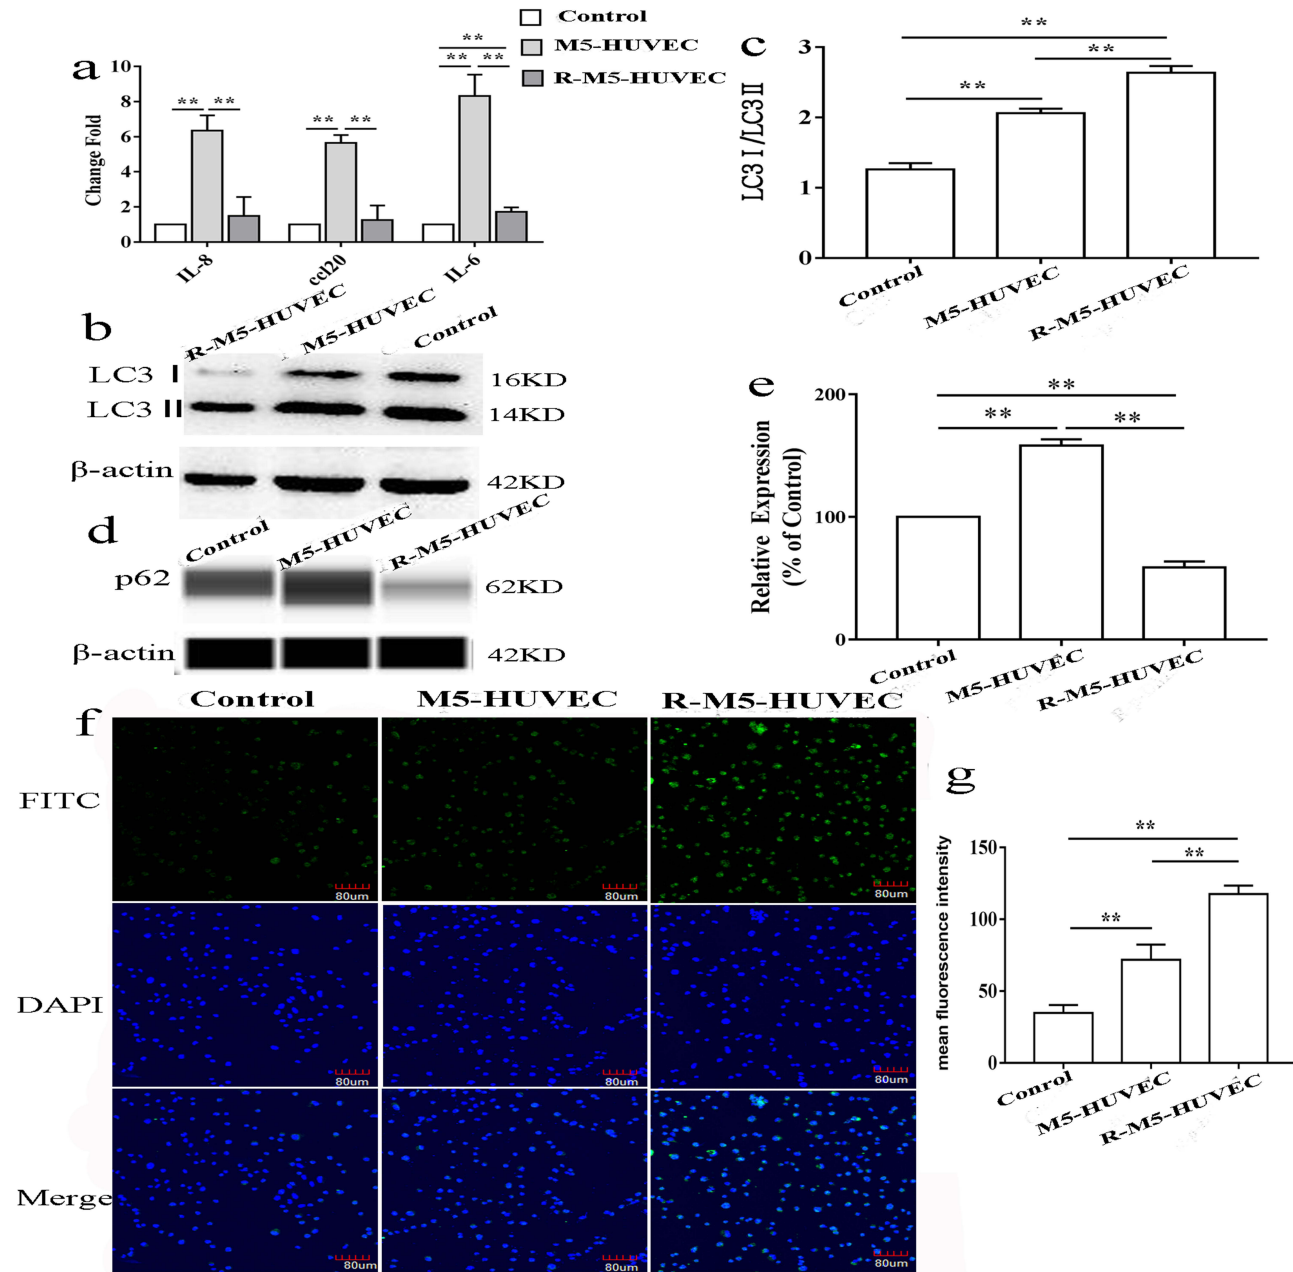 Control
M5-HUVEC
R-M5-HUVEC
a
** ** ** ** ** ** **
Change Fold
10
8
6
4
2
0
IL-8 ccl20 IL-6
c
** ** **
LC3Ⅰ/LC3Ⅱ
3
2
1
0
Control M5-HUVEC R-M5-HUVEC
b
R-M5-HUVEC M5-HUVEC Control
LC3 I 16KD
LC3 II 14KD
β-actin 42KD
d
Control M5-HUVEC R-M5-HUVEC
p62 62KD
β-actin 42KD
e
** ** **
Relative Expression
(% of Control)
200
100
0
Control M5-HUVEC R-M5-HUVEC
f
Control M5-HUVEC R-M5-HUVEC
FITC
80um 80um 80um
DAPI
80um 80um 80um
Merge
80um 80um 80um
g
** ** **
mean fluorescence intensity
150
100
50
0
Conrol M5-HUVEC R-M5-HUVEC